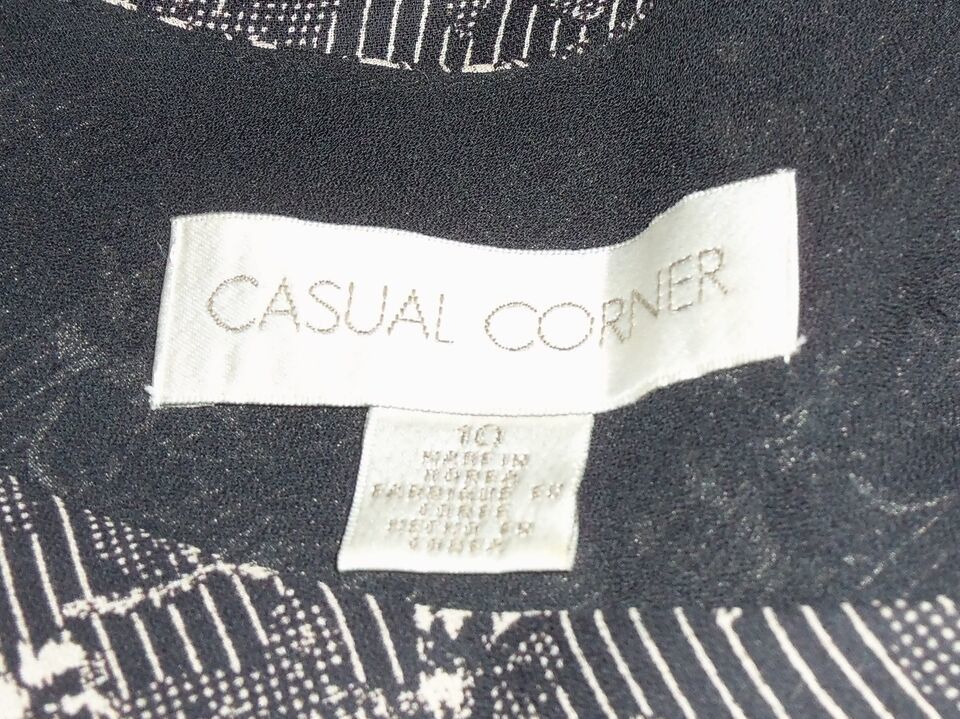 CASUAL CORNER
10
MADE IN
KOREA
FABRIQUE EN
COREE
HECHO EN
COREA